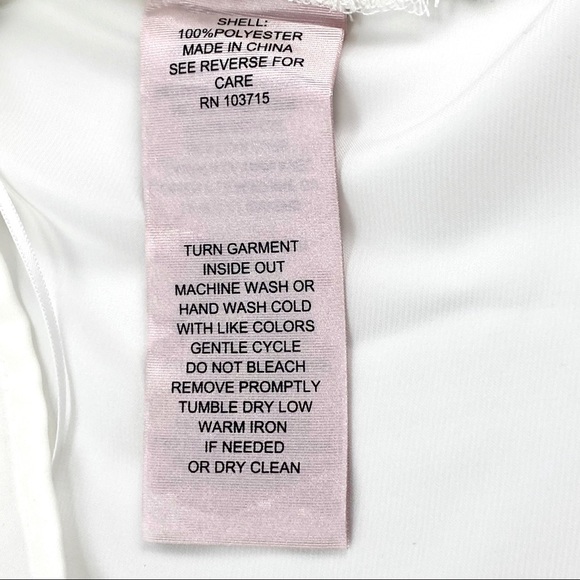 SHELL:
100%POLYESTER
MADE IN CHINA
SEE REVERSE FOR
CARE
RN 103715
TURN GARMENT
INSIDE OUT
MACHINE WASH OR
HAND WASH COLD
WITH LIKE COLORS
GENTLE CYCLE
DO NOT BLEACH
REMOVE PROMPTLY
TUMBLE DRY LOW
WARM IRON
IF NEEDED
OR DRY CLEAN